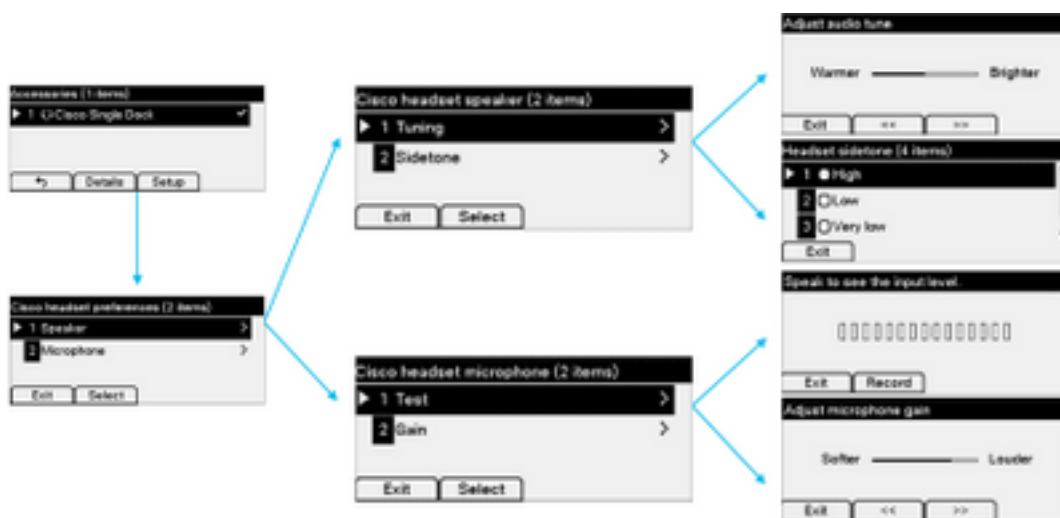 Accessories (1 items)
1 Cisco Single Dock
Details Setup
Cisco headset preferences (2 items)
1 Speaker
2 Microphone
Exit Select
Cisco headset speaker (2 items)
1 Tuning
2 Sidetone
Exit Select
Cisco headset microphone (2 items)
1 Test
2 Gain
Exit Select
Adjust audio tune
Warmer Brighter
Exit << >>
Headset sidetone (4 items)
1 High
2 Low
3 Very low
Exit
Speak to see the input level.
Exit Record
Adjust microphone gain
Softer Louder
Exit << >>